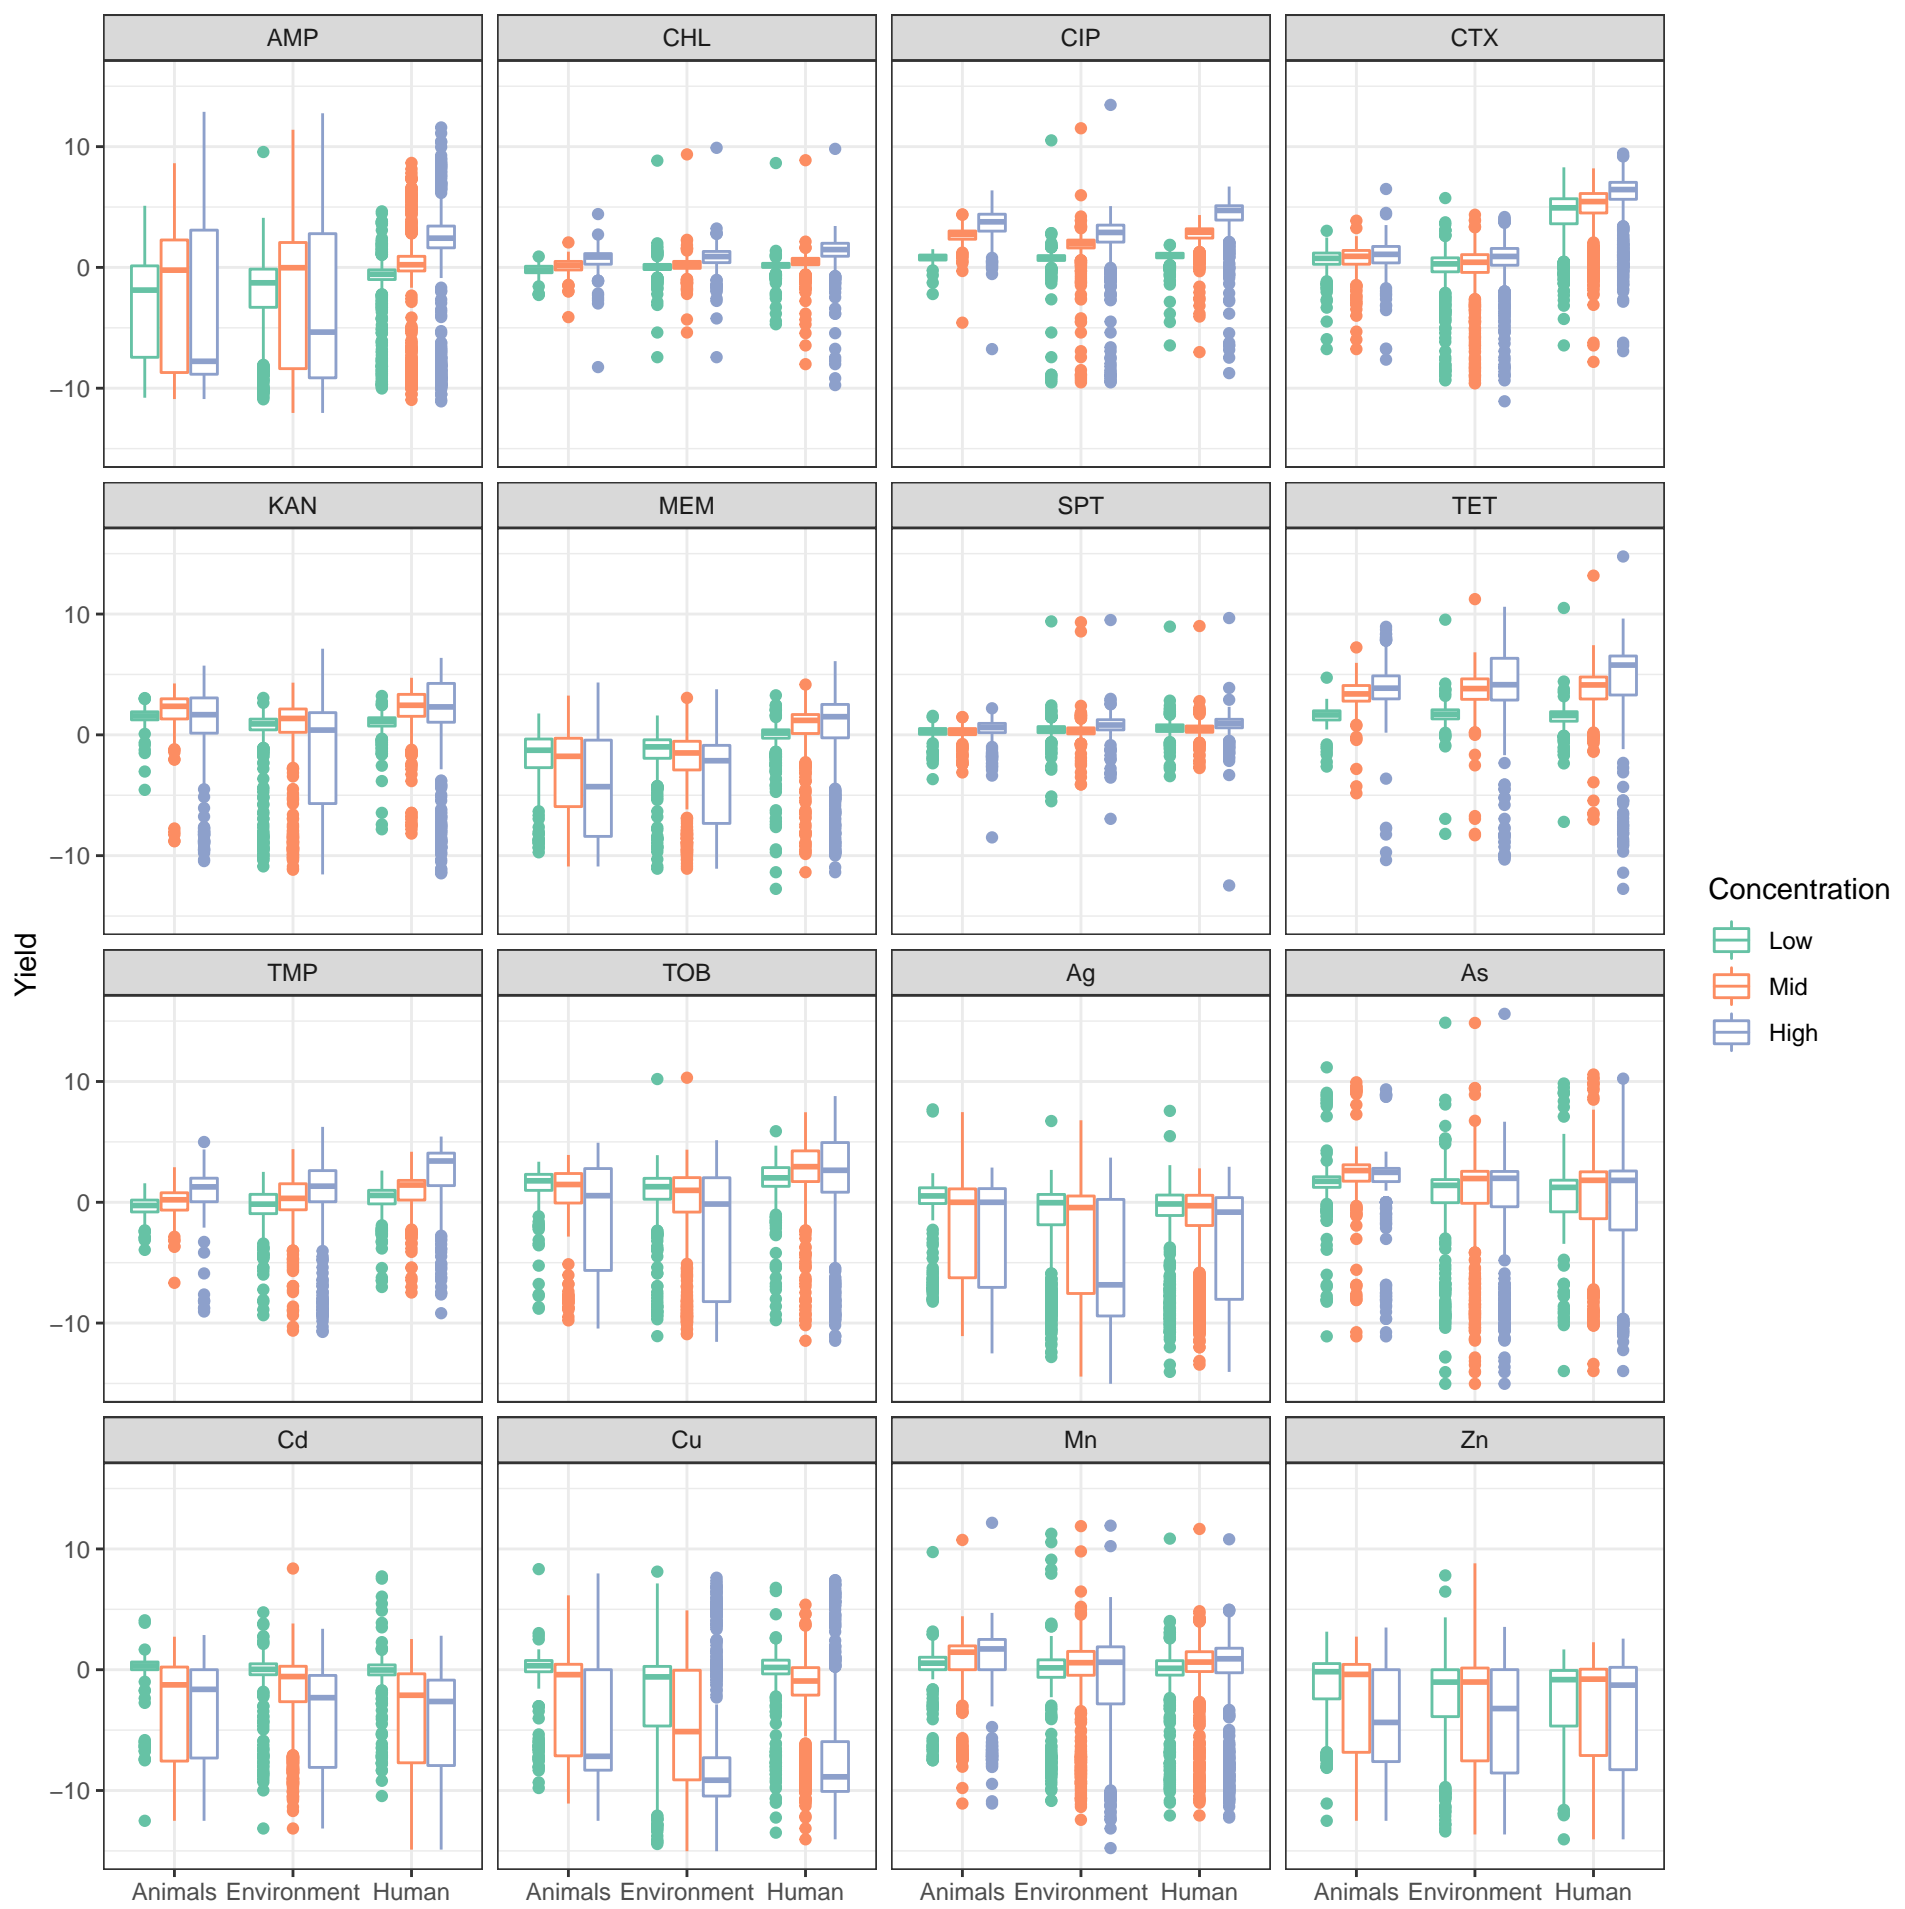 AMP CHL CIP CTX
10
0
−10
KAN MEM SPT TET
10
0
−10
TMP TOB Ag As
10
0
−10
Cd Cu Mn Zn
10
0
−10
Animals Environment Human Animals Environment Human Animals Environment Human Animals Environment Human
Yield
Concentration
Low
Mid
High